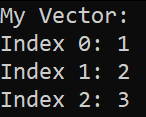 My Vector:
Index 0: 1
Index 1: 2
Index 2: 3